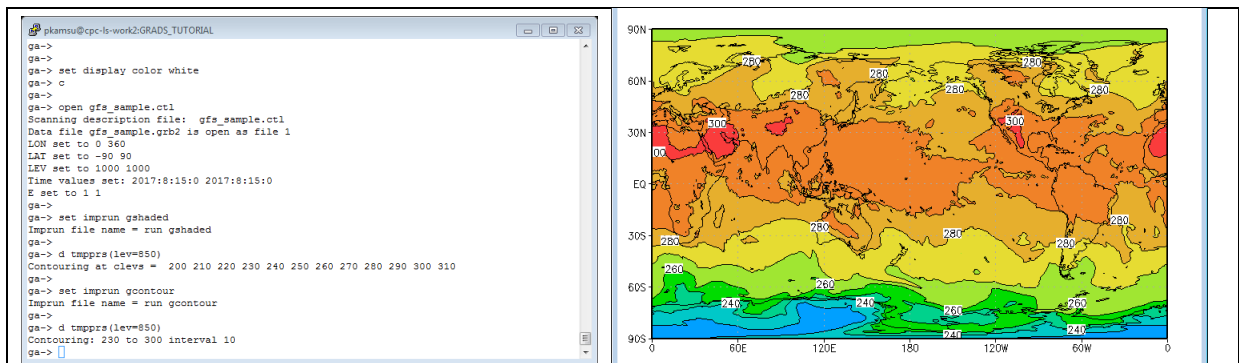 pkamsu@cpc-ls-work2:GRADS_TUTORIAL
ga->
ga->
ga-> set display color white
ga-> c
ga->
ga-> open gfs_sample.ctl
Scanning description file:  gfs_sample.ctl
Data file gfs_sample.grb2 is open as file 1
LON set to 0 360
LAT set to -90 90
LEV set to 1000 1000
Time values set: 2017:8:15:0 2017:8:15:0
E set to 1 1
ga->
ga-> set imprun gshaded
Imprun file name = run gshaded
ga->
ga-> d tmpprs(lev=850)
Contouring at clevs =  200 210 220 230 240 250 260 270 280 290 300 310
ga->
ga-> set imprun gcontour
Imprun file name = run gcontour
ga->
ga-> d tmpprs(lev=850)
Contouring: 230 to 300 interval 10
ga->
90N
280 280
280
60N
280 280
300 300
30N
00
EQ
280
280
30S 280
280 280
260
260
60S
240 240 260
260
240 240
90S
0 60E 120E 180 120W 60W 0